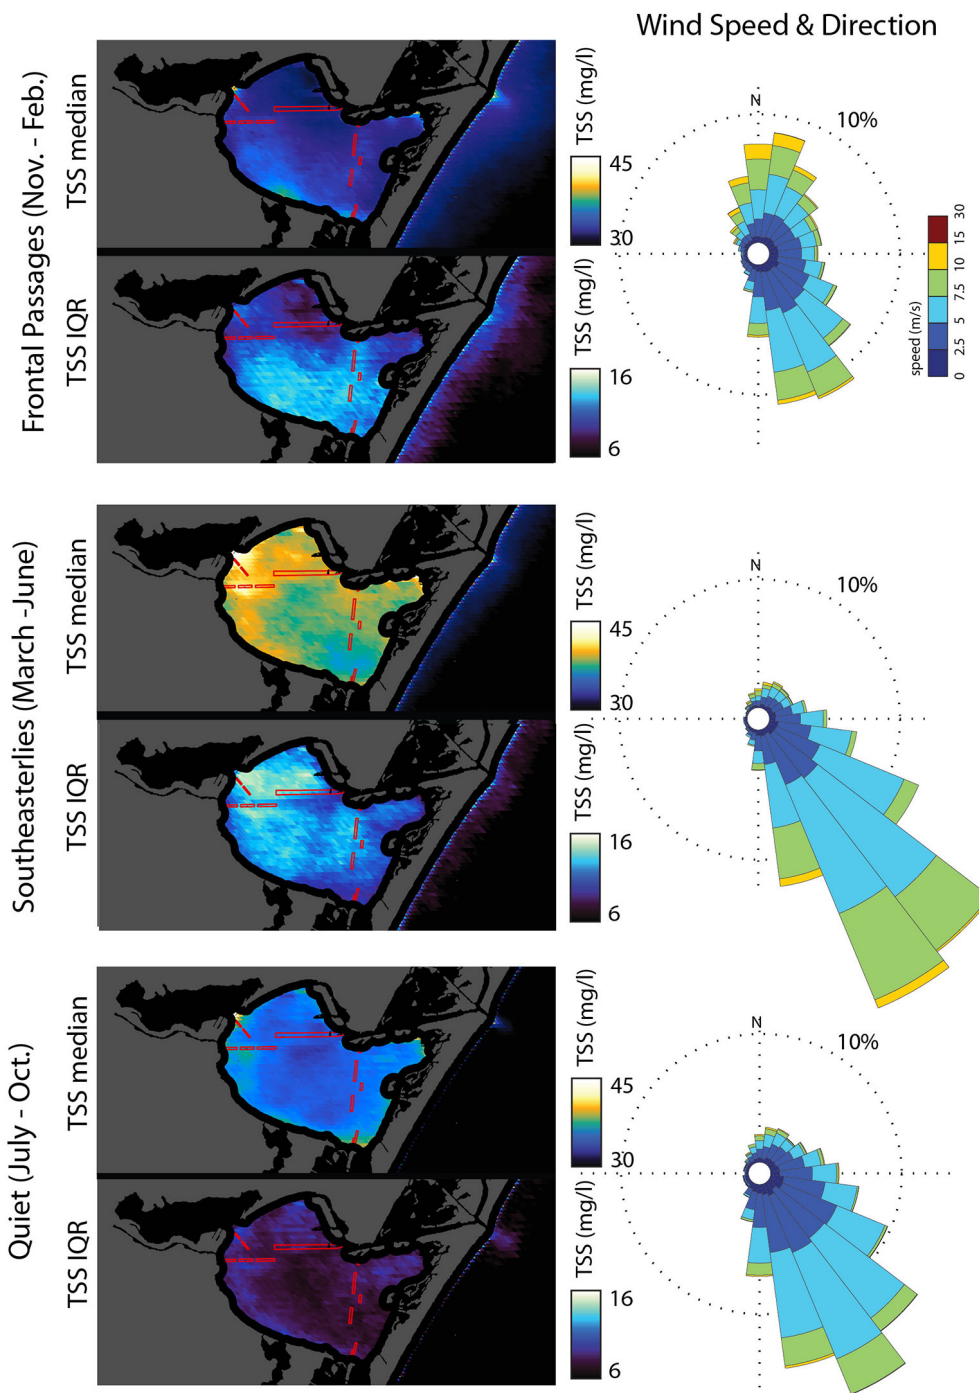 Wind Speed & Direction
Frontal Passages (Nov. - Feb.)
TSS median
TSS (mg/l)
45
30
TSS IQR
TSS (mg/l)
16
6
N
10%
speed (m/s)
0
2.5
5
7.5
10
15
30
Southeasterlies (March -June)
TSS median
TSS (mg/l)
45
30
TSS IQR
TSS (mg/l)
16
6
N
10%
Quiet (July - Oct.)
TSS median
TSS (mg/l)
45
30
TSS IQR
TSS (mg/l)
16
6
N
10%